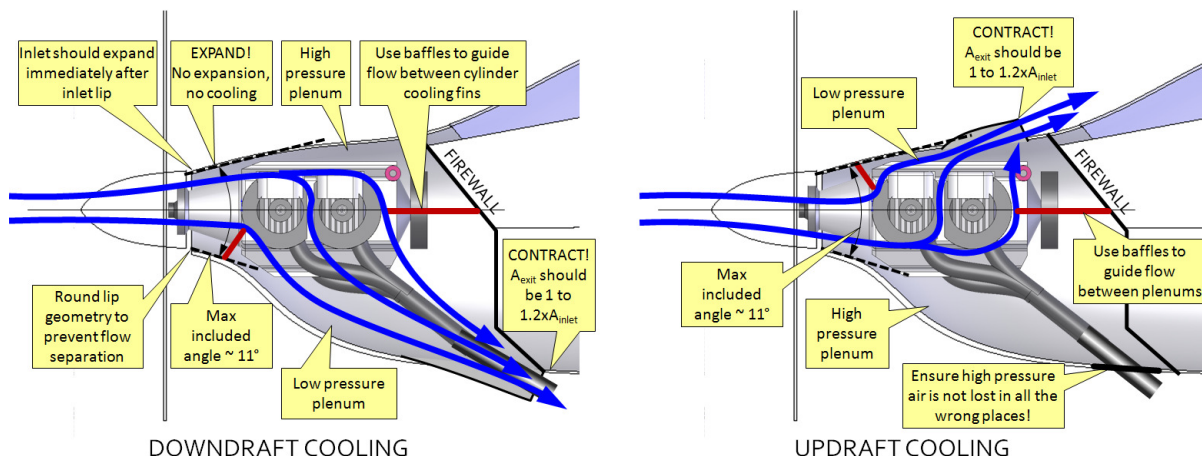 Inlet should expand
immediately after
inlet lip
EXPAND!
No expansion,
no cooling
High
pressure
plenum
Use baffles to guide
flow between cylinder
cooling fins
FIREWALL
CONTRACT!
A_exit should
be 1 to
1.2xA_inlet
Round lip
geometry to
prevent flow
separation
Max
included
angle ~ 11°
Low pressure
plenum
DOWNDRAFT COOLING
CONTRACT!
A_exit should be
1 to 1.2xA_inlet
Low pressure
plenum
FIREWALL
Use baffles to
guide flow
between plenums
Max
included
angle ~ 11°
High
pressure
plenum
Ensure high pressure
air is not lost in all the
wrong places!
UPDRAFT COOLING